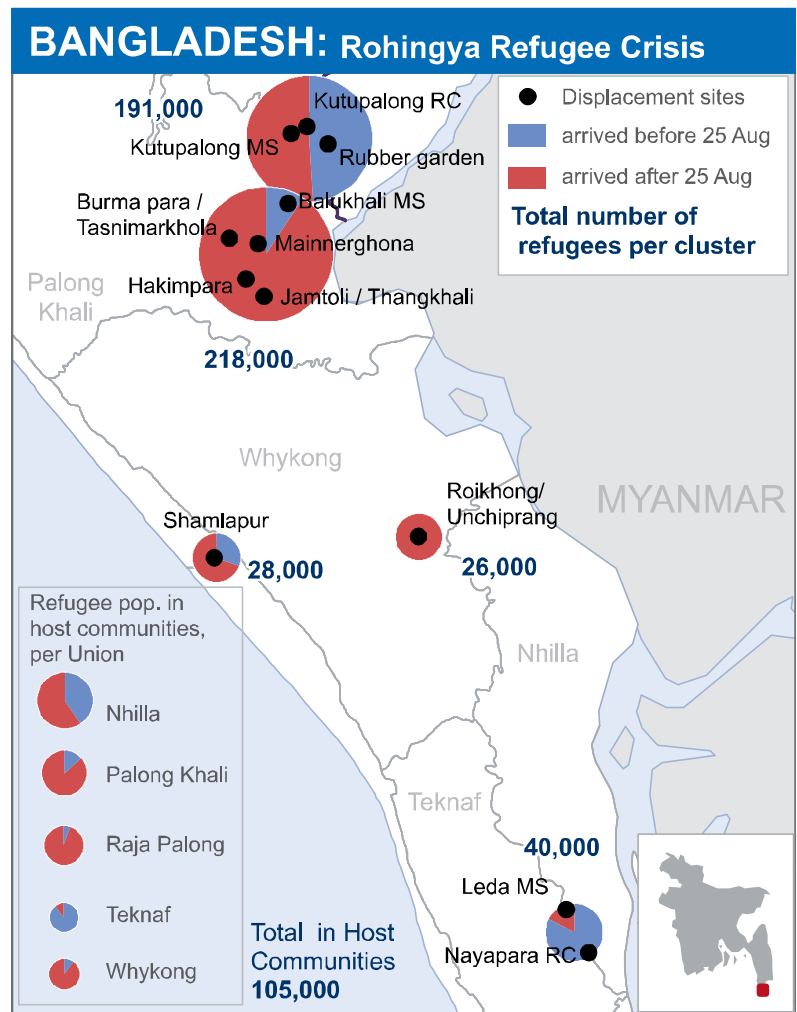 BANGLADESH: Rohingya Refugee Crisis
191,000
Kutupalong RC
Kutupalong MS
Rubber garden
Displacement sites
arrived before 25 Aug
arrived after 25 Aug
Total number of
refugees per cluster
Burma para /
Tasnimarkhola
Balukhali MS
Mainnerghona
Hakimpara
Jamtoli / Thangkhali
Palong
Khali
218,000
Whykong
MYANMAR
Roikhong/
Unchiprang
26,000
Shamlapur
28,000
Nhilla
Refugee pop. in
host communities,
per Union
Nhilla
Palong Khali
Raja Palong
Teknaf
Whykong
Teknaf
40,000
Leda MS
Nayapara RC
Total in Host
Communities
105,000